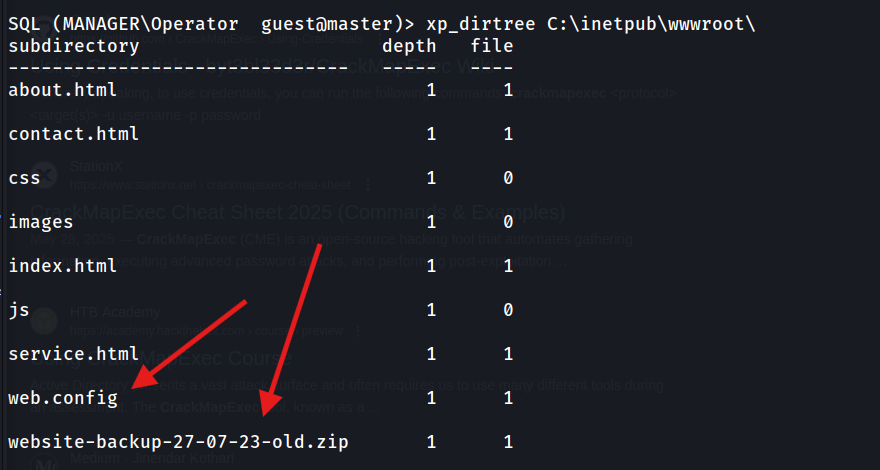 SQL (MANAGER\Operator  guest@master)> xp_dirtree C:\inetpub\wwwroot\
subdirectory                      depth   file
-------------------------------   -----   ----
about.html                            1      1
contact.html                          1      1
css                                   1      0
images                                1      0
index.html                            1      1
js                                    1      0
service.html                          1      1
web.config                            1      1
website-backup-27-07-23-old.zip       1      1